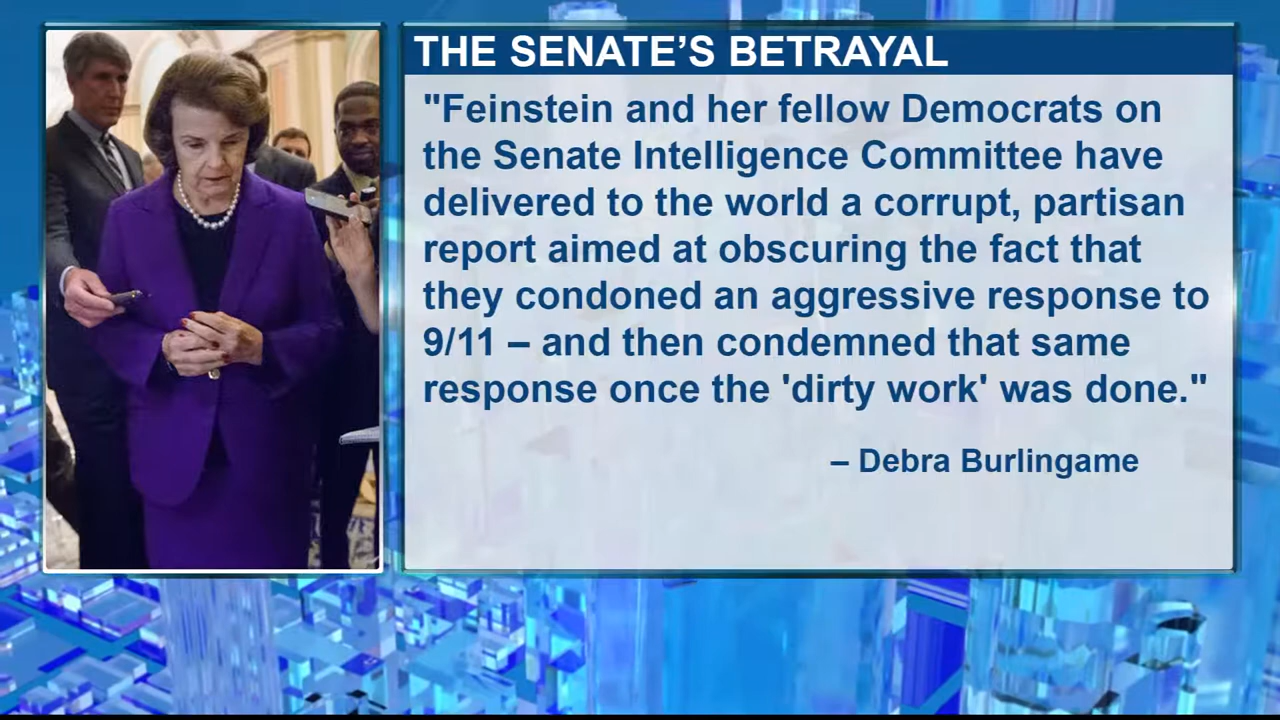 THE SENATE'S BETRAYAL
"Feinstein and her fellow Democrats on
the Senate Intelligence Committee have
delivered to the world a corrupt, partisan
report aimed at obscuring the fact that
they condoned an aggressive response to
9/11 – and then condemned that same
response once the 'dirty work' was done."
– Debra Burlingame